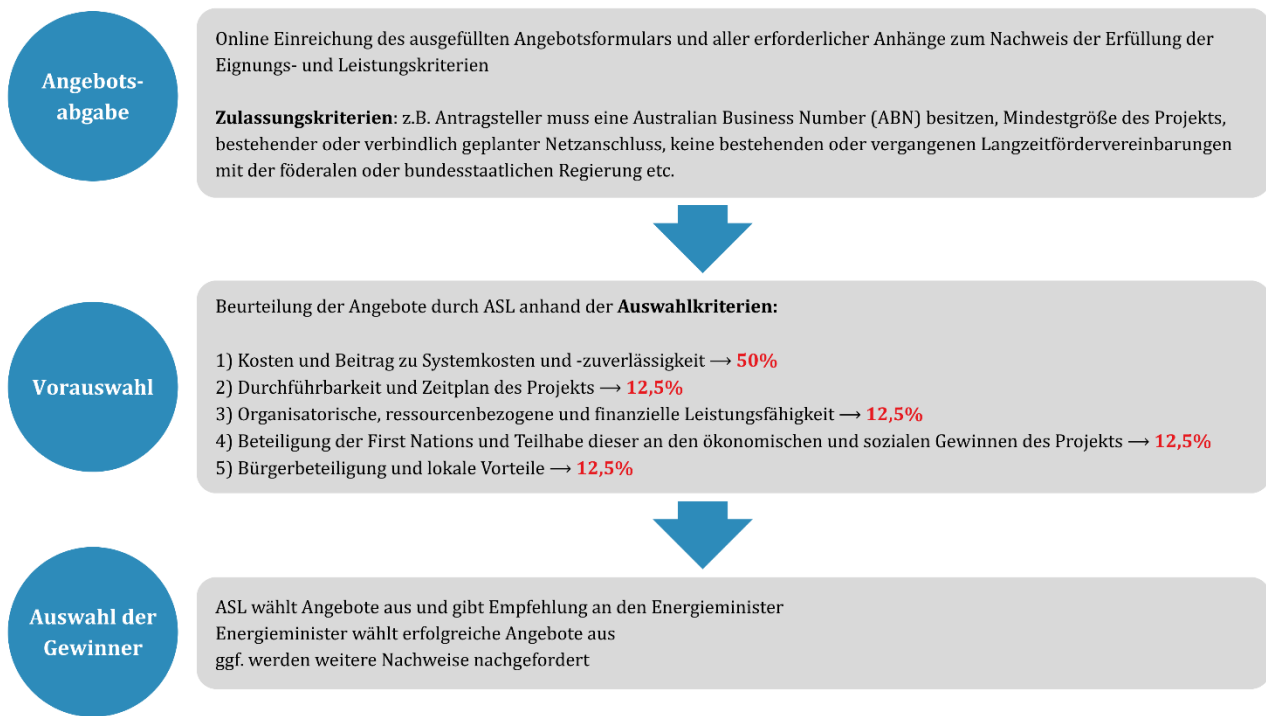 Angebots-
abgabe
Online Einreichung des ausgefüllten Angebotsformulars und aller erforderlicher Anhänge zum Nachweis der Erfüllung der
Eignungs- und Leistungskriterien
Zulassungskriterien: z.B. Antragsteller muss eine Australian Business Number (ABN) besitzen, Mindestgröße des Projekts,
bestehender oder verbindlich geplanter Netzanschluss, keine bestehenden oder vergangenen Langzeitfördervereinbarungen
mit der föderalen oder bundesstaatlichen Regierung etc.
Vorauswahl
Beurteilung der Angebote durch ASL anhand der Auswahlkriterien:
1) Kosten und Beitrag zu Systemkosten und -zuverlässigkeit → 50%
2) Durchführbarkeit und Zeitplan des Projekts → 12,5%
3) Organisatorische, ressourcenbezogene und finanzielle Leistungsfähigkeit → 12,5%
4) Beteiligung der First Nations und Teilhabe dieser an den ökonomischen und sozialen Gewinnen des Projekts → 12,5%
5) Bürgerbeteiligung und lokale Vorteile → 12,5%
Auswahl der
Gewinner
ASL wählt Angebote aus und gibt Empfehlung an den Energieminister
Energieminister wählt erfolgreiche Angebote aus
ggf. werden weitere Nachweise nachgefordert